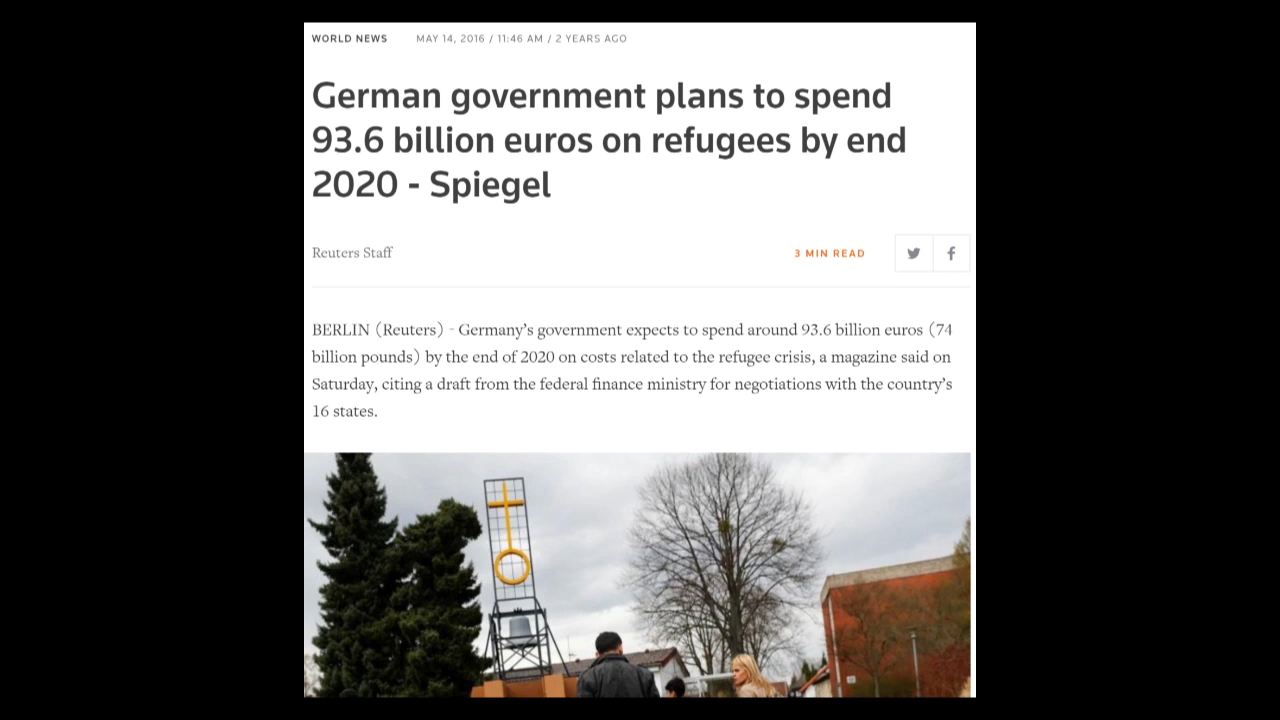 WORLD NEWS MAY 14, 2016 / 11:46 AM / 2 YEARS AGO
German government plans to spend
93.6 billion euros on refugees by end
2020 - Spiegel
Reuters Staff 3 MIN READ
BERLIN (Reuters) - Germany’s government expects to spend around 93.6 billion euros (74
billion pounds) by the end of 2020 on costs related to the refugee crisis, a magazine said on
Saturday, citing a draft from the federal finance ministry for negotiations with the country’s
16 states.